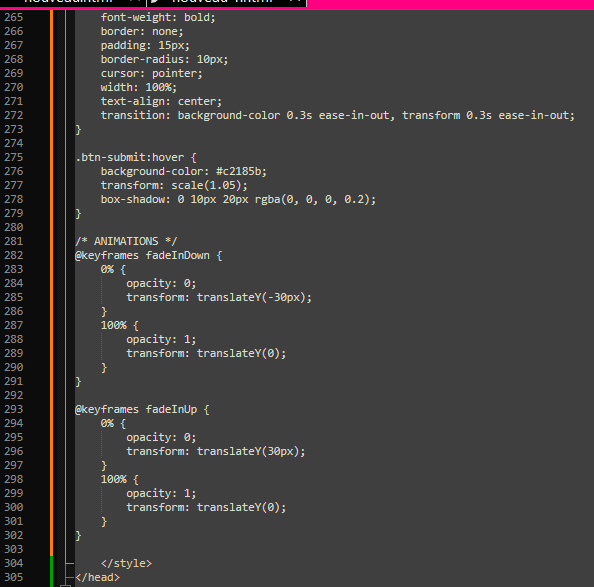 265 font-weight: bold;
266 border: none;
267 padding: 15px;
268 border-radius: 10px;
269 cursor: pointer;
270 width: 100%;
271 text-align: center;
272 transition: background-color 0.3s ease-in-out, transform 0.3s ease-in-out;
273 }
274
275 .btn-submit:hover {
276 background-color: #c2185b;
277 transform: scale(1.05);
278 box-shadow: 0 10px 20px rgba(0, 0, 0, 0.2);
279 }
280
281 /* ANIMATIONS */
282 @keyframes fadeInDown {
283 0% {
284 opacity: 0;
285 transform: translateY(-30px);
286 }
287 100% {
288 opacity: 1;
289 transform: translateY(0);
290 }
291 }
292
293 @keyframes fadeInUp {
294 0% {
295 opacity: 0;
296 transform: translateY(30px);
297 }
298 100% {
299 opacity: 1;
300 transform: translateY(0);
301 }
302 }
303
304 </style>
305 </head>